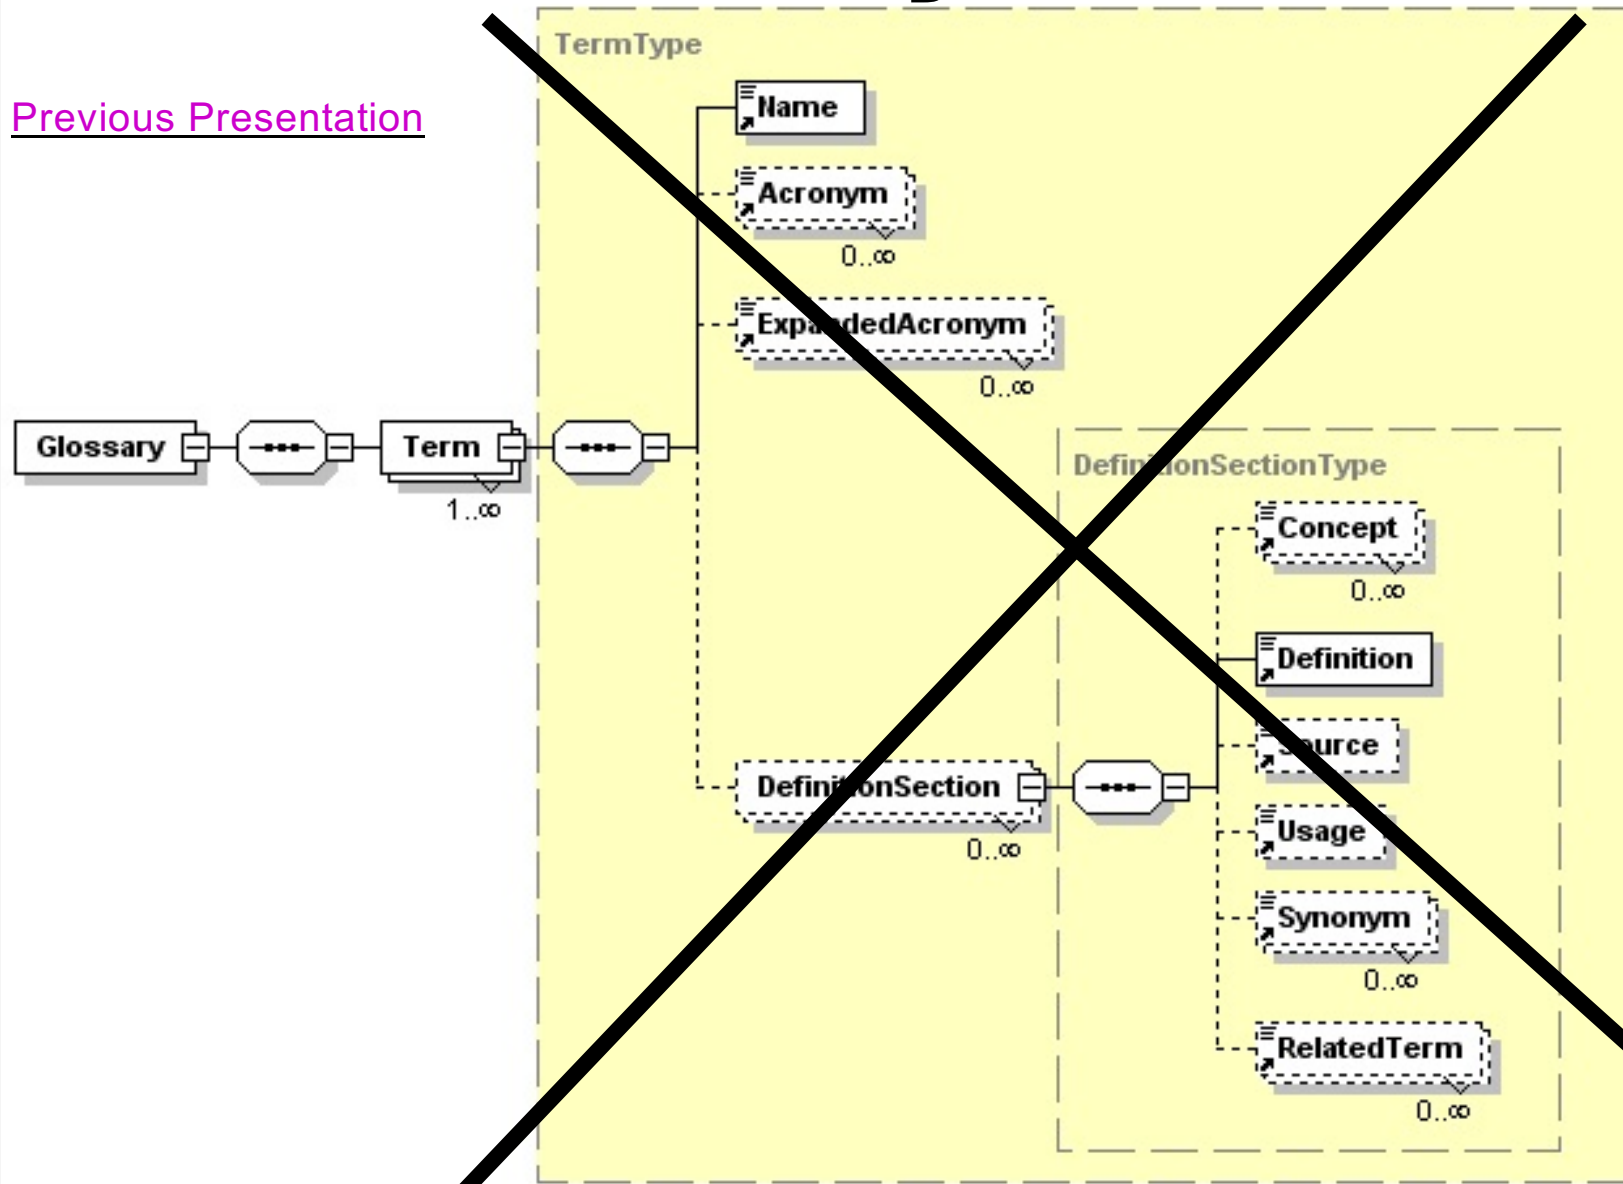 TermType
Previous Presentation
Name
Acronym
0..∞
ExpandedAcronym
0..∞
Glossary
Term
1..∞
DefinitionSectionType
Concept
0..∞
Definition
Source
DefinitionSection
0..∞
Usage
Synonym
0..∞
RelatedTerm
0..∞